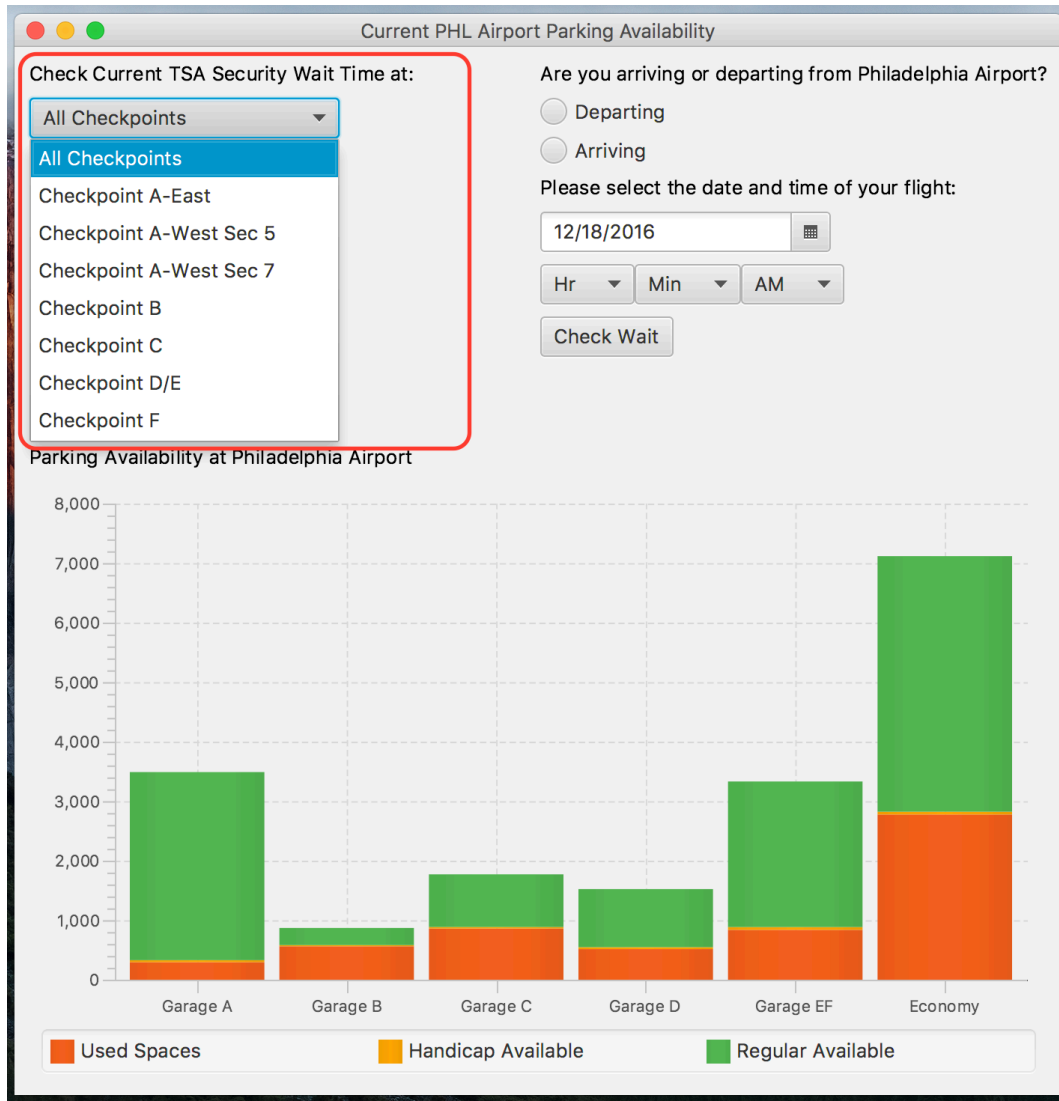 Current PHL Airport Parking Availability
Check Current TSA Security Wait Time at:
All Checkpoints
All Checkpoints
Checkpoint A-East
Checkpoint A-West Sec 5
Checkpoint A-West Sec 7
Checkpoint B
Checkpoint C
Checkpoint D/E
Checkpoint F
Are you arriving or departing from Philadelphia Airport?
Departing
Arriving
Please select the date and time of your flight:
12/18/2016
Hr Min AM
Check Wait
Parking Availability at Philadelphia Airport
8,000
7,000
6,000
5,000
4,000
3,000
2,000
1,000
0
Garage A Garage B Garage C Garage D Garage EF Economy
Used Spaces Handicap Available Regular Available